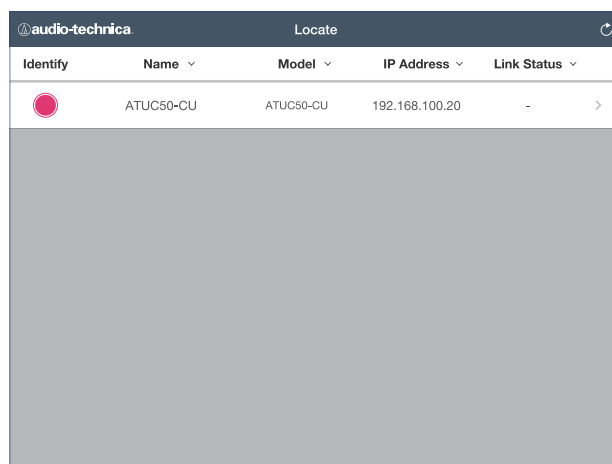 audio-technica. Locate
Identify Name Model IP Address Link Status
ATUC50-CU ATUC50-CU 192.168.100.20 -